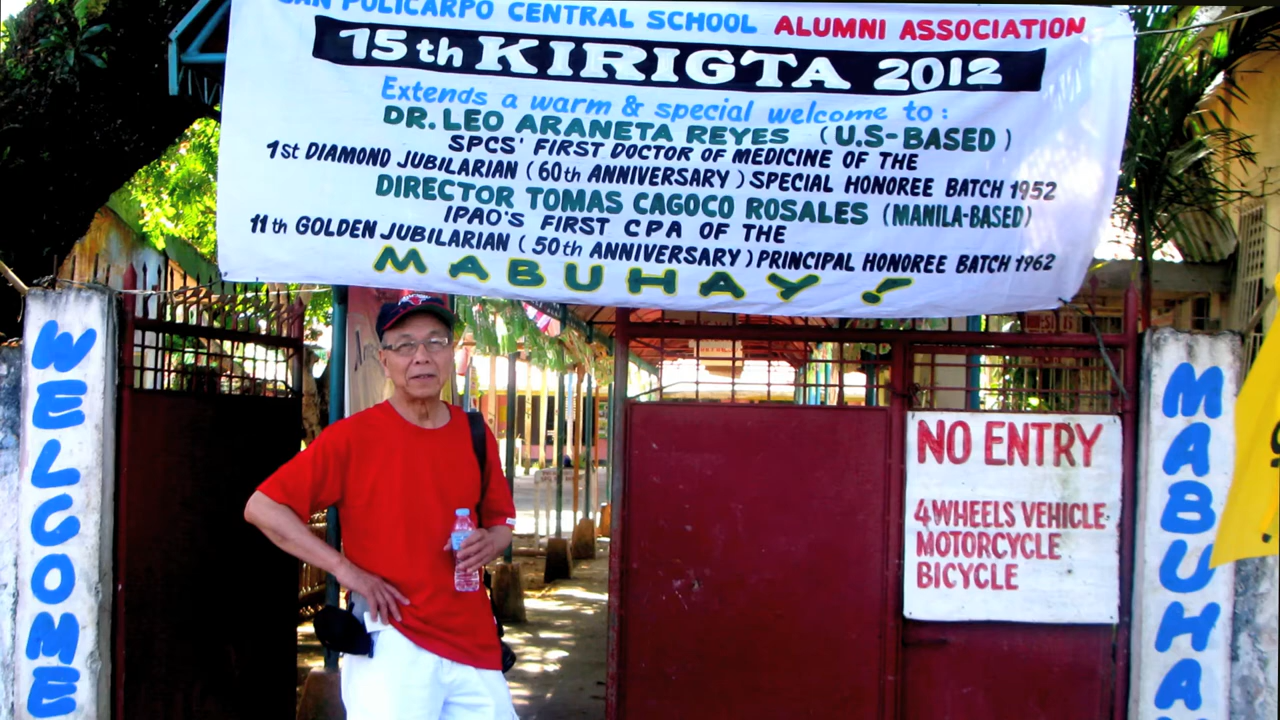 SAN POLICARPO CENTRAL SCHOOL ALUMNI ASSOCIATION
15th KIRIGTA 2012
Extends a warm & special welcome to :
DR. LEO ARANETA REYES (U.S-BASED)
SPCS' FIRST DOCTOR OF MEDICINE OF THE
1st DIAMOND JUBILARIAN (60th ANNIVERSARY) SPECIAL HONOREE BATCH 1952
DIRECTOR TOMAS CAGOCO ROSALES (MANILA-BASED)
IPAO'S FIRST CPA OF THE
11th GOLDEN JUBILARIAN (50th ANNIVERSARY) PRINCIPAL HONOREE BATCH 1962
MABUHAY !
WELCOME
NO ENTRY
4 WHEELS VEHICLE
MOTORCYCLE
BICYCLE
MABUHA